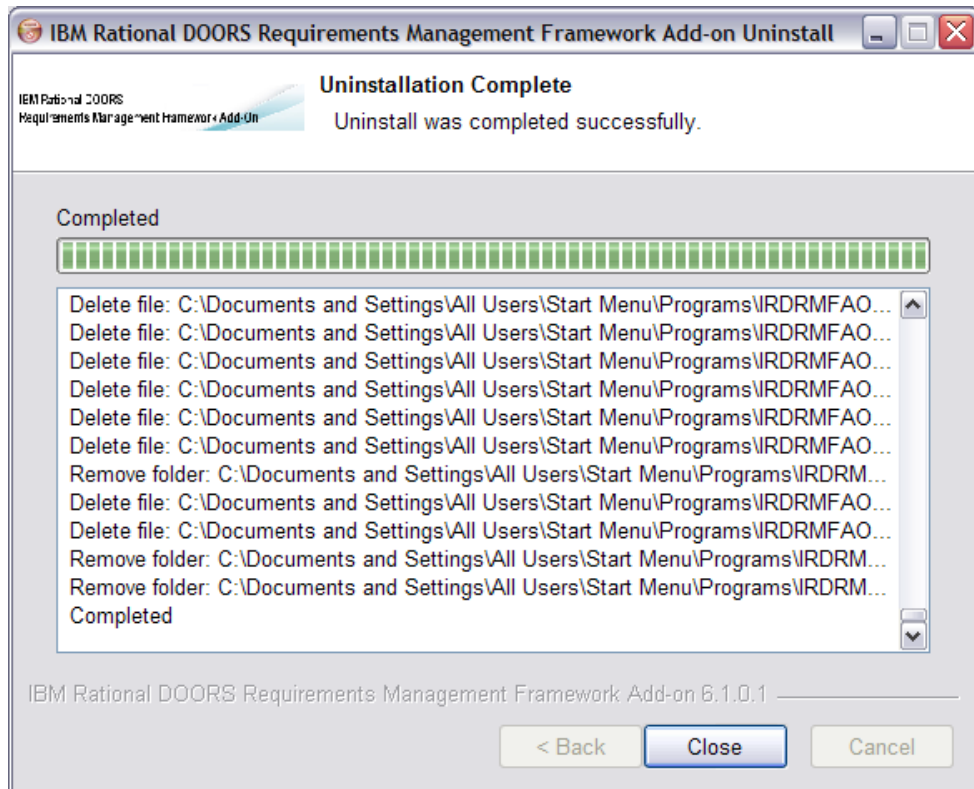 IBM Rational DOORS Requirements Management Framework Add-on Uninstall
IBM Rational DOORS
Requirements Management Framework Add-On
Uninstallation Complete
Uninstall was completed successfully.
Completed
Delete file: C:\Documents and Settings\All Users\Start Menu\Programs\IRDRMFAO...
Delete file: C:\Documents and Settings\All Users\Start Menu\Programs\IRDRMFAO...
Delete file: C:\Documents and Settings\All Users\Start Menu\Programs\IRDRMFAO...
Delete file: C:\Documents and Settings\All Users\Start Menu\Programs\IRDRMFAO...
Delete file: C:\Documents and Settings\All Users\Start Menu\Programs\IRDRMFAO...
Delete file: C:\Documents and Settings\All Users\Start Menu\Programs\IRDRMFAO...
Remove folder: C:\Documents and Settings\All Users\Start Menu\Programs\IRDRM...
Delete file: C:\Documents and Settings\All Users\Start Menu\Programs\IRDRMFAO...
Delete file: C:\Documents and Settings\All Users\Start Menu\Programs\IRDRMFAO...
Remove folder: C:\Documents and Settings\All Users\Start Menu\Programs\IRDRM...
Remove folder: C:\Documents and Settings\All Users\Start Menu\Programs\IRDRM...
Completed
IBM Rational DOORS Requirements Management Framework Add-on 6.1.0.1
< Back
Close
Cancel